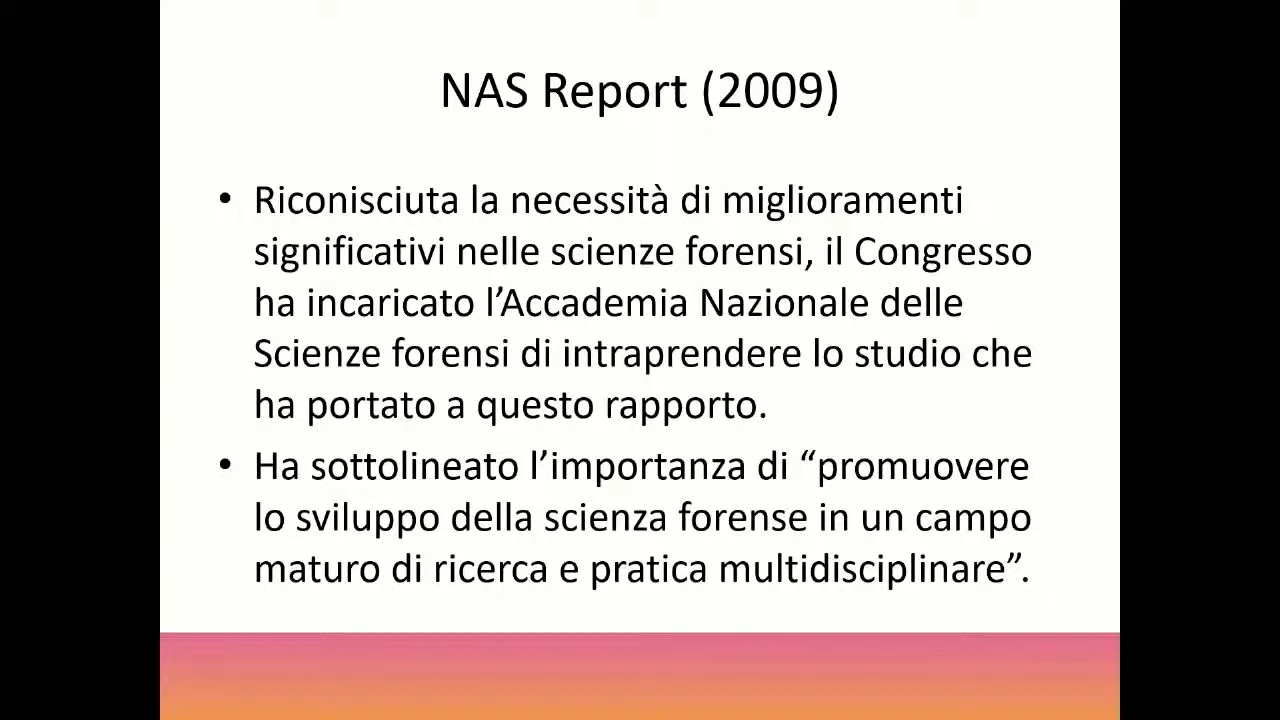 NAS Report (2009)
• Riconisciuta la necessità di miglioramenti
significativi nelle scienze forensi, il Congresso
ha incaricato l’Accademia Nazionale delle
Scienze forensi di intraprendere lo studio che
ha portato a questo rapporto.
• Ha sottolineato l’importanza di “promuovere
lo sviluppo della scienza forense in un campo
maturo di ricerca e pratica multidisciplinare”.